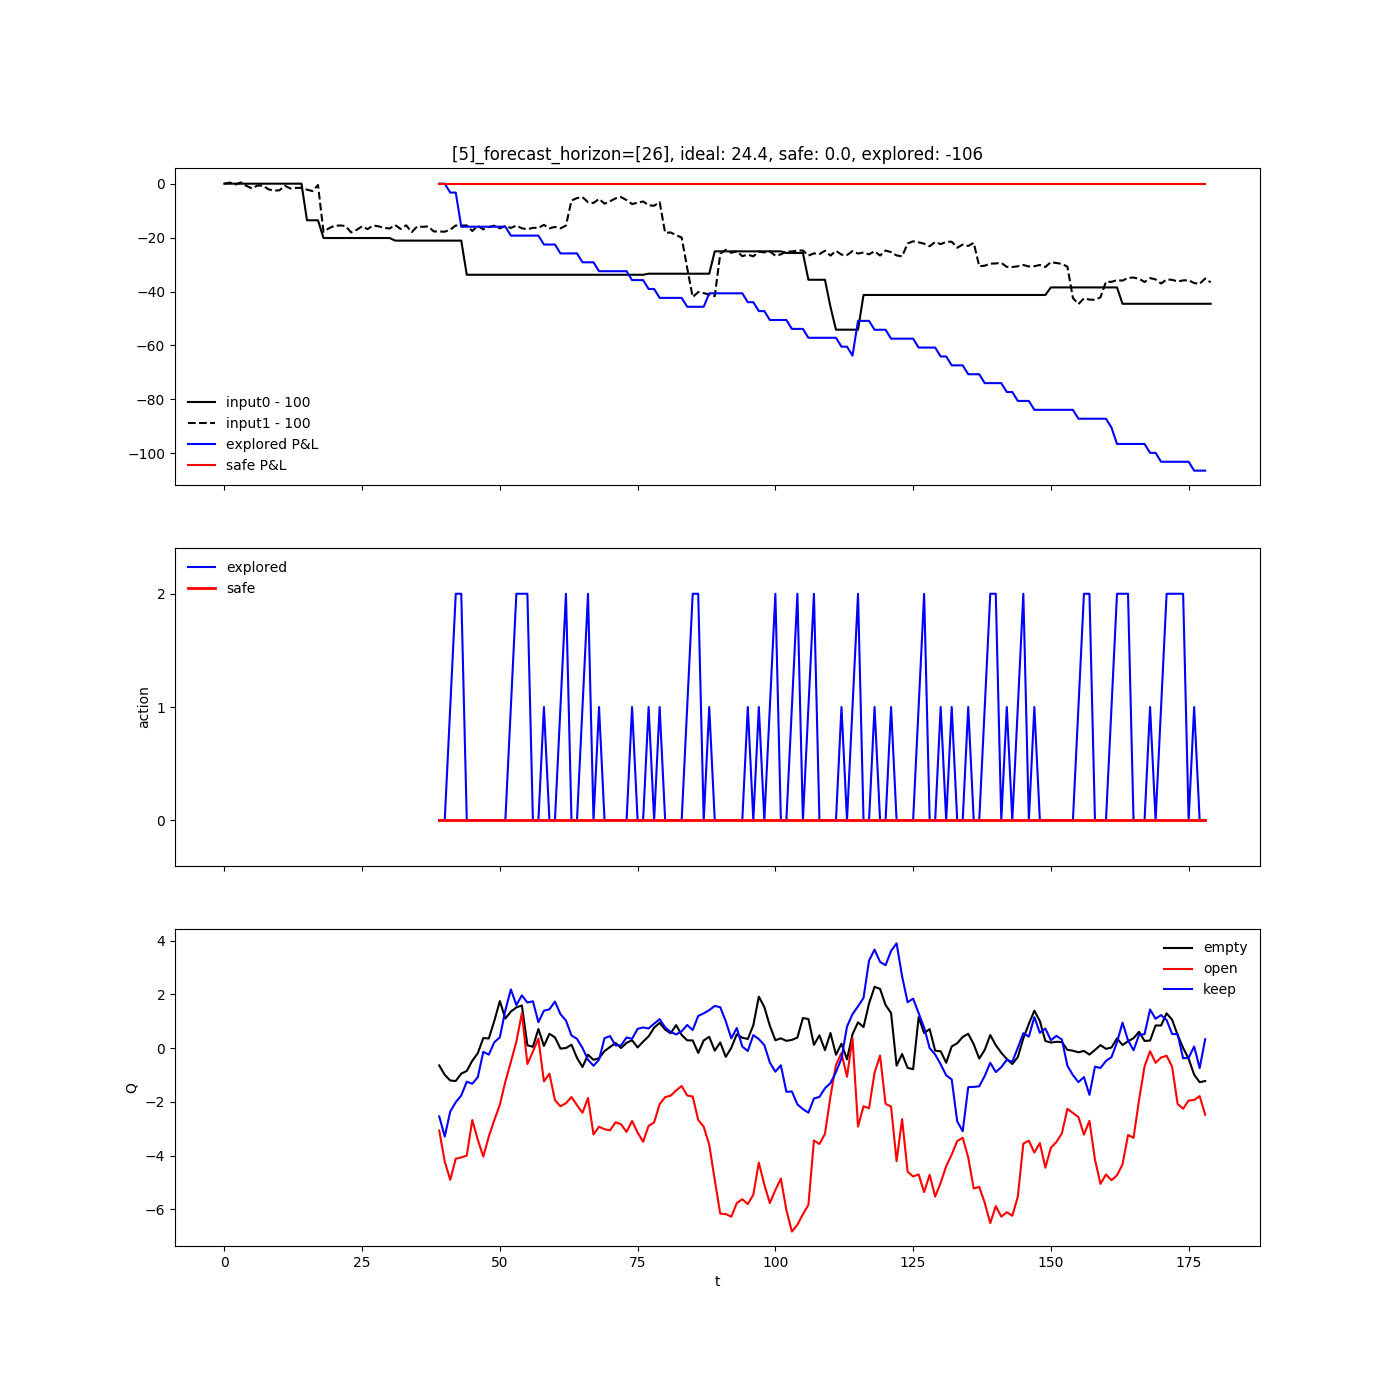 [5]_forecast_horizon=[26], ideal: 24.4, safe: 0.0, explored: -106
0
−20
−40
−60
−80
−100
input0 - 100
input1 - 100
explored P&L
safe P&L
explored
safe
2
1
0
action
empty
open
keep
4
2
0
−2
−4
−6
Q
0
25
50
75
100
125
150
175
t